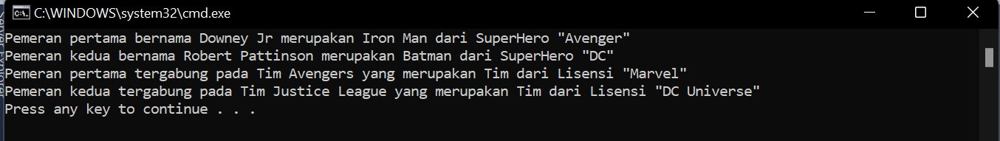 C:\WINDOWS\system32\cmd.exe
Pemeran pertama bernama Downey Jr merupakan Iron Man dari SuperHero "Avenger"
Pemeran kedua bernama Robert Pattinson merupakan Batman dari SuperHero "DC"
Pemeran pertama tergabung pada Tim Avengers yang merupakan Tim dari Lisensi "Marvel"
Pemeran kedua tergabung pada Tim Justice League yang merupakan Tim dari Lisensi "DC Universe"
Press any key to continue . . .